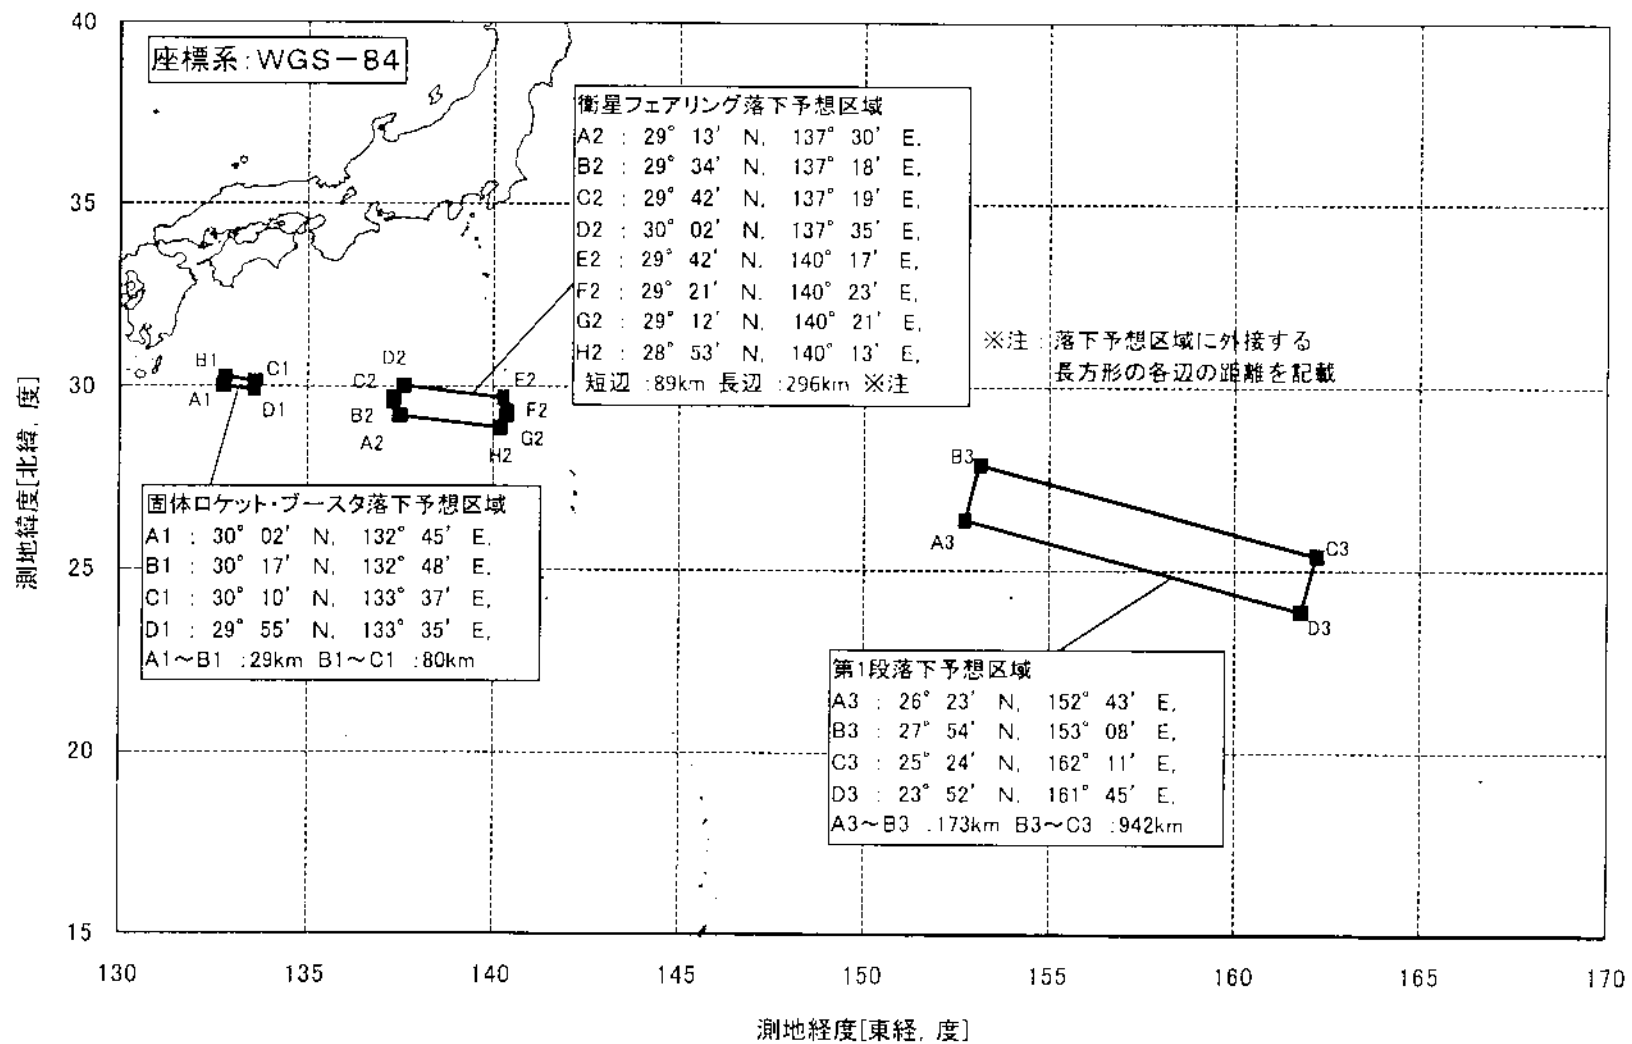 座標系:WGS-84
衛星フェアリング落下予想区域
A2 : 29° 13' N, 137° 30' E,
B2 : 29° 34' N, 137° 18' E,
C2 : 29° 42' N, 137° 19' E,
D2 : 30° 02' N, 137° 35' E,
E2 : 29° 42' N, 140° 17' E,
F2 : 29° 21' N, 140° 23' E,
G2 : 29° 12' N, 140° 21' E,
H2 : 28° 53' N, 140° 13' E,
短辺 :89km 長辺 :296km ※注
※注 : 落下予想区域に外接する
長方形の各辺の距離を記載
固体ロケット・ブースタ落下予想区域
A1 : 30° 02' N, 132° 45' E,
B1 : 30° 17' N, 132° 48' E,
C1 : 30° 10' N, 133° 37' E,
D1 : 29° 55' N, 133° 35' E,
A1~B1 :29km B1~C1 :80km
第1段落下予想区域
A3 : 26° 23' N, 152° 43' E,
B3 : 27° 54' N, 153° 08' E,
C3 : 25° 24' N, 162° 11' E,
D3 : 23° 52' N, 161° 45' E,
A3~B3 :173km B3~C3 :942km
B1
C1
A1
D1
D2
C2
E2
B2
F2
A2
G2
H2
B3
A3
C3
D3
40
35
30
25
20
15
測地緯度[北緯, 度]
130 135 140 145 150 155 160 165 170
測地経度[東経, 度]